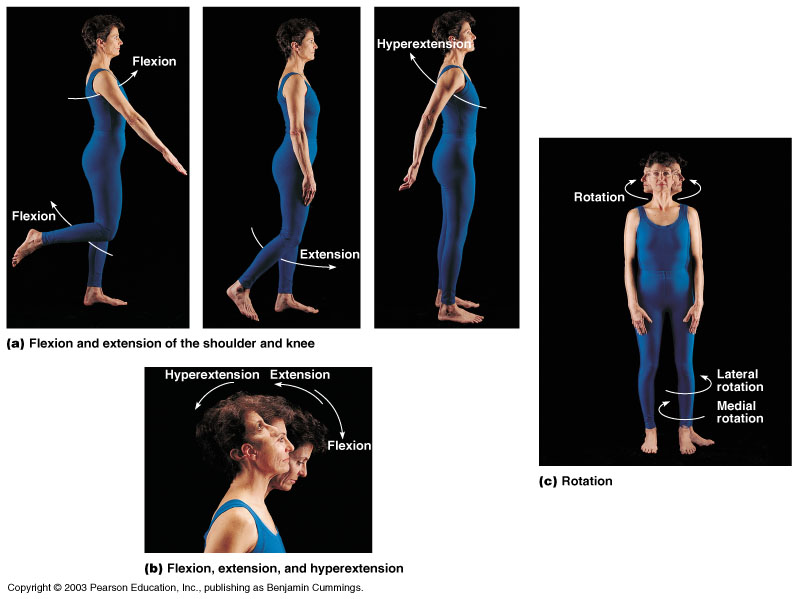 Flexion
Flexion
Extension
Hyperextension
(a) Flexion and extension of the shoulder and knee
Hyperextension Extension
Flexion
(b) Flexion, extension, and hyperextension
Rotation
Lateral
rotation
Medial
rotation
(c) Rotation
Copyright © 2003 Pearson Education, Inc., publishing as Benjamin Cummings.